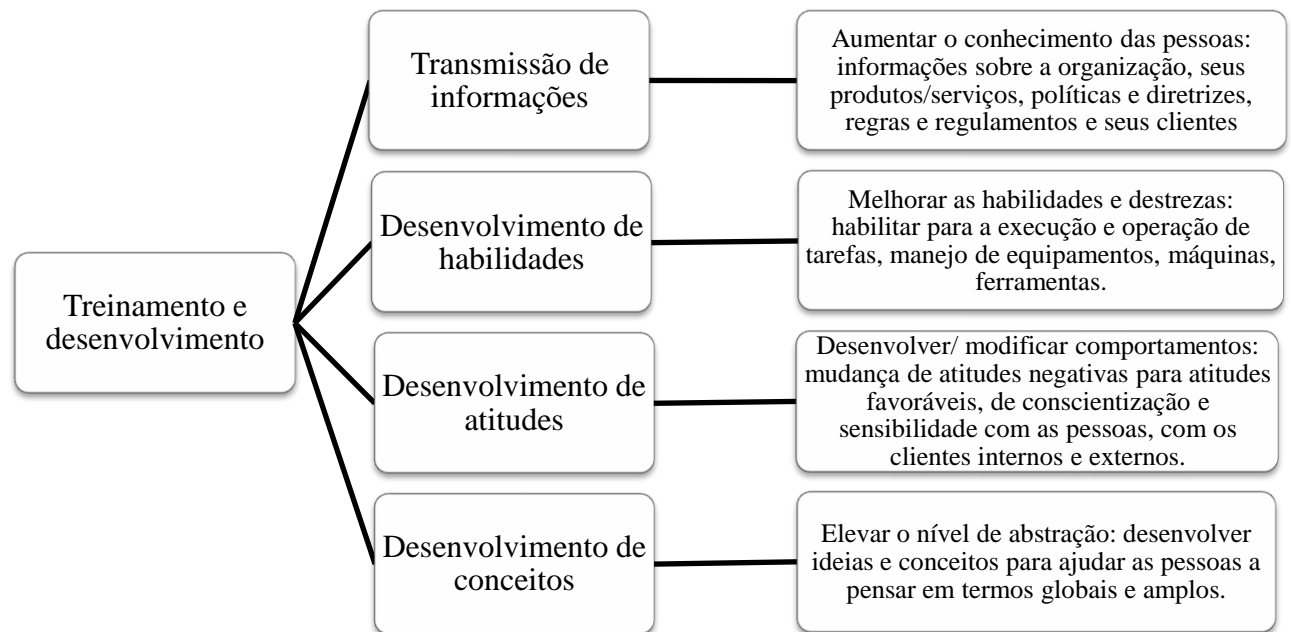 Treinamento e
desenvolvimento
Transmissão de
informações
Aumentar o conhecimento das pessoas:
informações sobre a organização, seus
produtos/serviços, políticas e diretrizes,
regras e regulamentos e seus clientes
Desenvolvimento de
habilidades
Melhorar as habilidades e destrezas:
habilitar para a execução e operação de
tarefas, manejo de equipamentos, máquinas,
ferramentas.
Desenvolvimento de
atitudes
Desenvolver/ modificar comportamentos:
mudança de atitudes negativas para atitudes
favoráveis, de conscientização e
sensibilidade com as pessoas, com os
clientes internos e externos.
Desenvolvimento de
conceitos
Elevar o nível de abstração: desenvolver
ideias e conceitos para ajudar as pessoas a
pensar em termos globais e amplos.